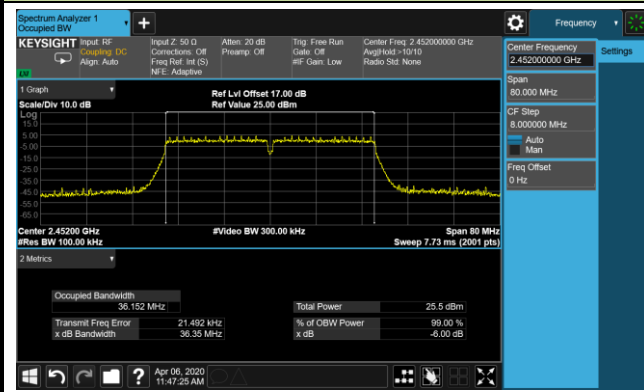 Spectrum Analyzer 1
Occupied BW
Frequency
KEYSIGHT
Input: RF
Coupling: DC
Align: Auto
Input Z: 50 Ω
Corrections: Off
Freq Ref: Int (S)
NFE: Adaptive
Atten: 20 dB
Preamp: Off
Trig: Free Run
Gate: Off
#IF Gain: Low
Center Freq: 2.452000000 GHz
Avg|Hold:>10/10
Radio Std: None
Center Frequency
2.452000000 GHz
Settings
Span
80.000 MHz
CF Step
8.000000 MHz
Auto
Man
Freq Offset
0 Hz
1 Graph
Scale/Div 10.0 dB
Ref Lvl Offset 17.00 dB
Ref Value 25.00 dBm
Log
15.0
5.00
-5.00
-15.0
-25.0
-35.0
-45.0
-55.0
-65.0
Center 2.45200 GHz
#Res BW 100.00 kHz
#Video BW 300.00 kHz
Span 80 MHz
Sweep 7.73 ms (2001 pts)
2 Metrics
Occupied Bandwidth
36.152 MHz
Transmit Freq Error 21.492 kHz
x dB Bandwidth 36.35 MHz
Total Power 25.5 dBm
% of OBW Power 99.00 %
x dB -6.00 dB
Apr 06, 2020
11:47:25 AM